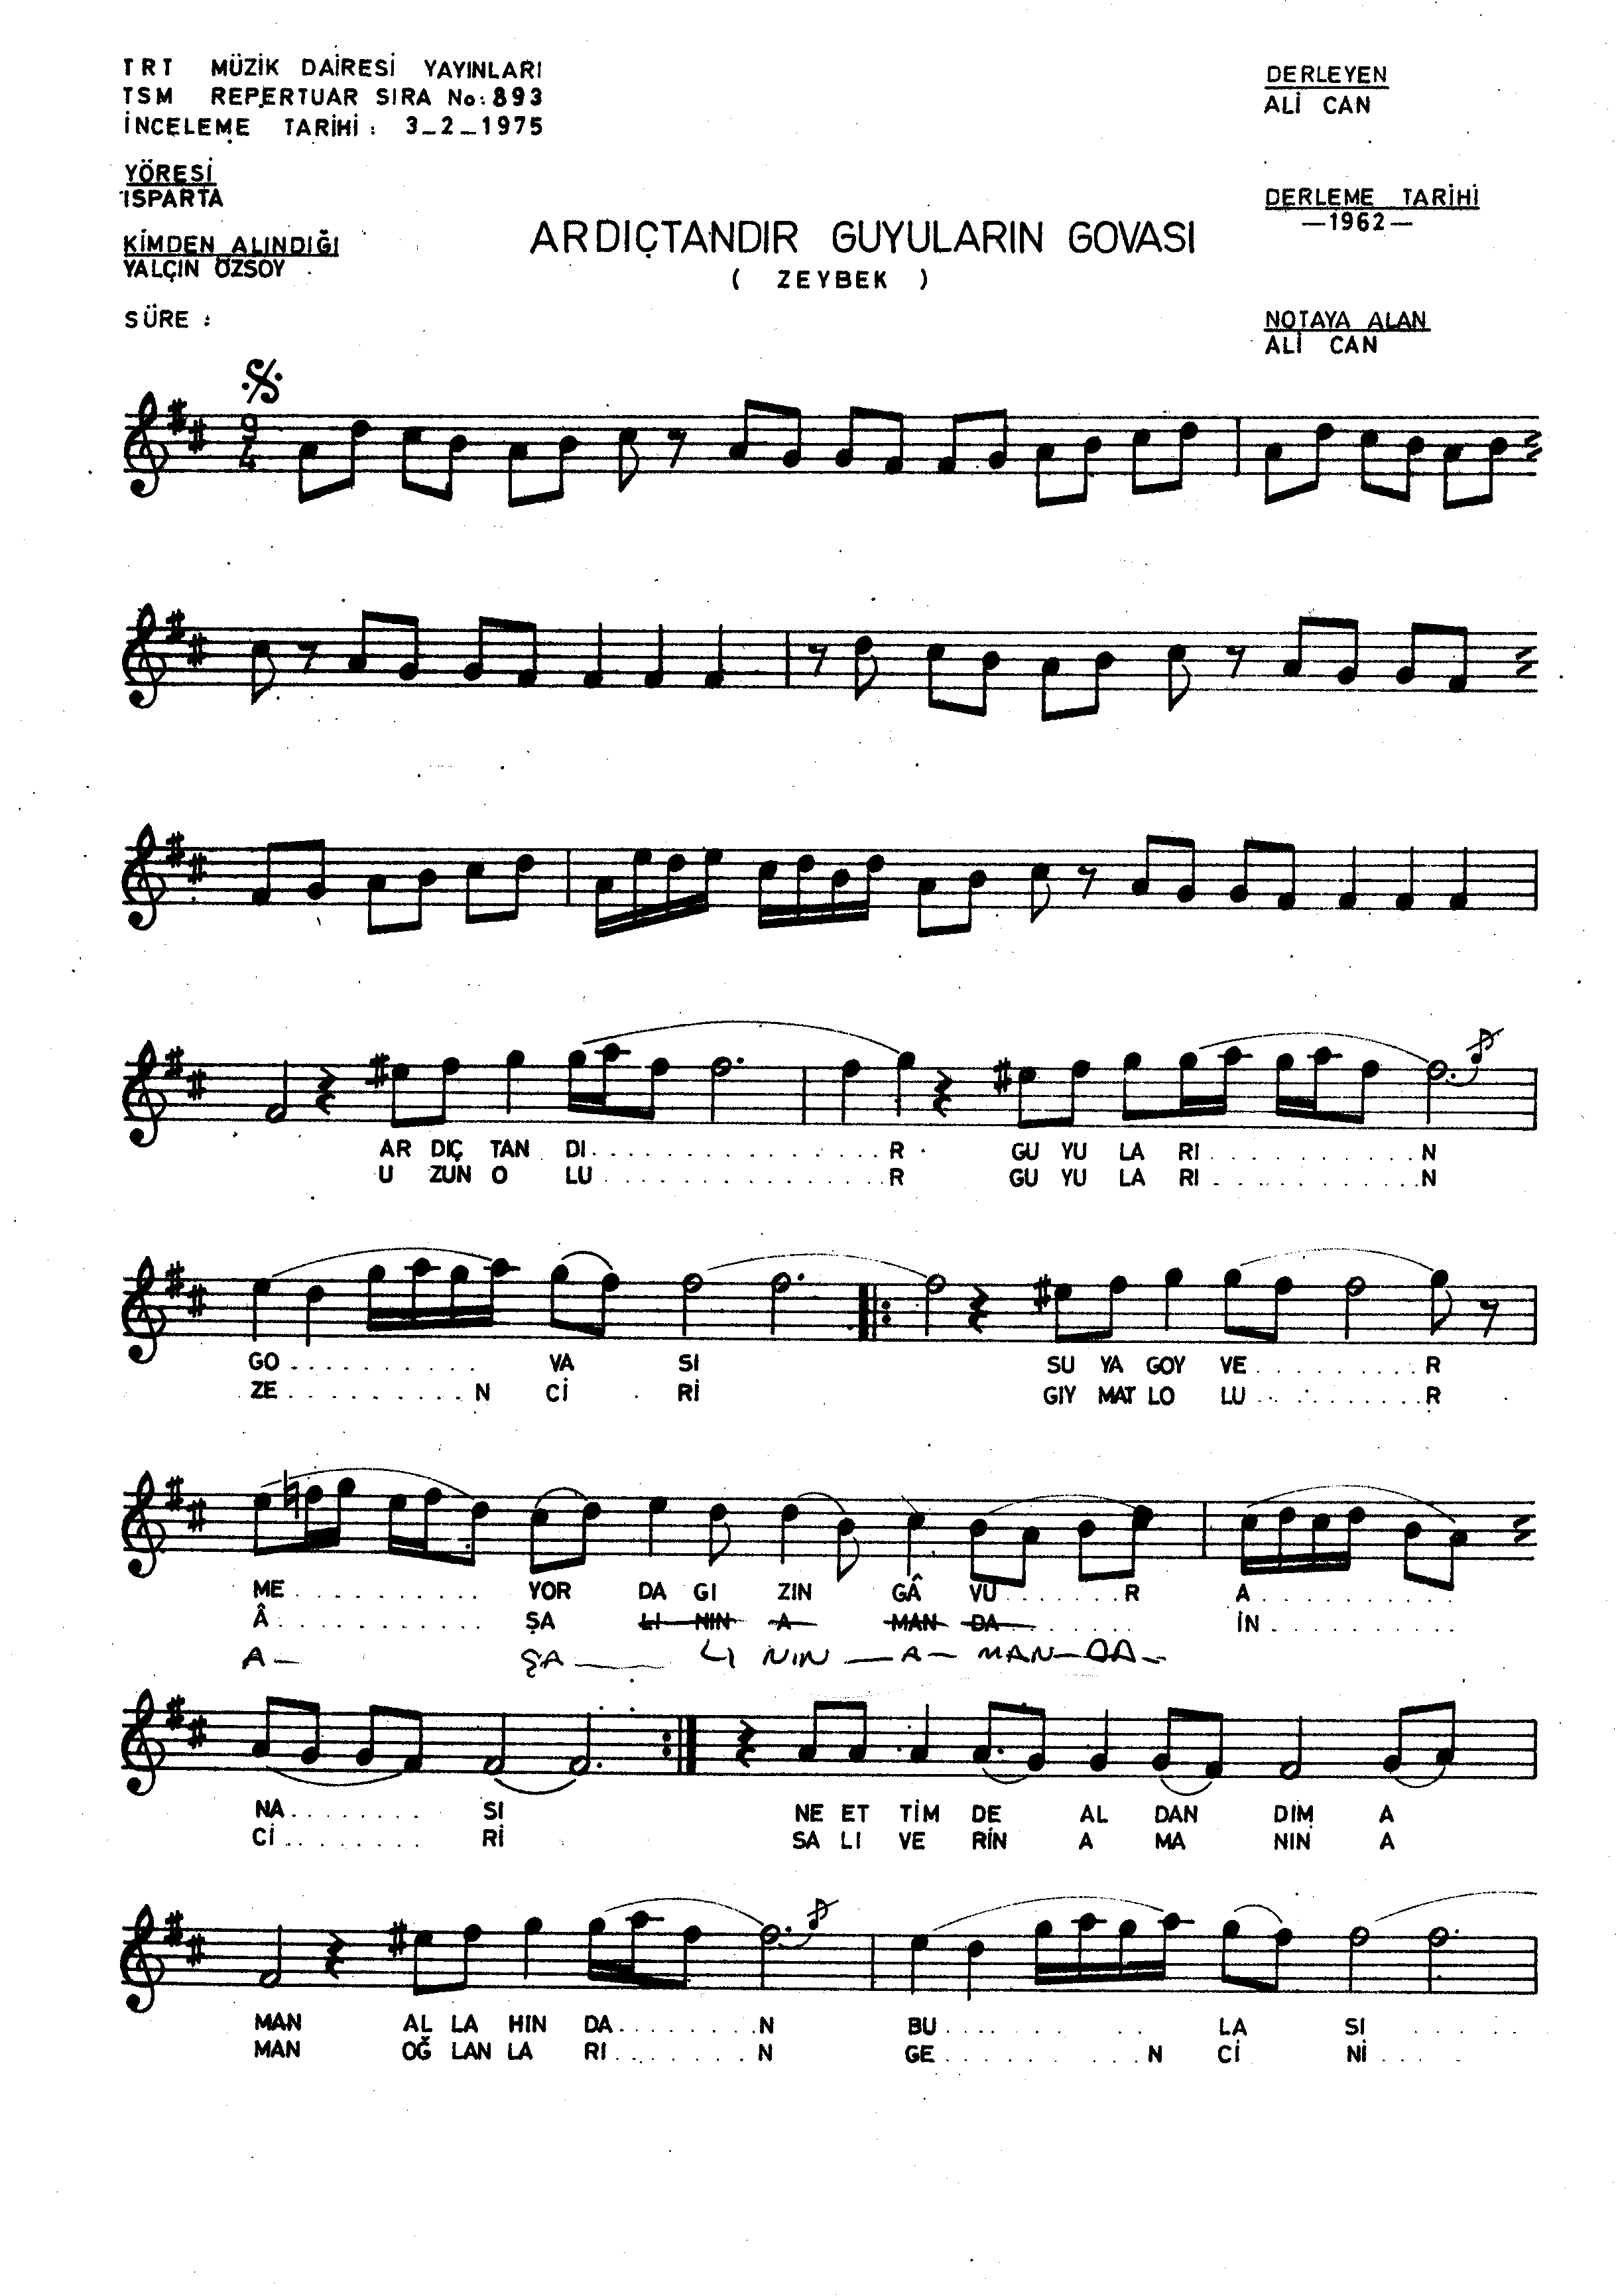 TRT MÜZİK DAİRESİ YAYINLARI
TSM REPERTUAR SIRA No: 893
İNCELEME TARİHİ : 3_2_1975
DERLEYEN
ALİ CAN
YÖRESİ
ISPARTA
DERLEME TARİHİ
—1962—
KİMDEN ALINDIĞI
YALÇIN ÖZSOY
ARDIÇTANDIR GUYULARIN GOVASI
( ZEYBEK )
SÜRE :
NOTAYA ALAN
ALİ CAN
9
4
AR DIÇ TAN DI . . . . . . . . . . . . . . . . R GU YU LA RI . . . . . . . . . . . N
U ZUN O LU . . . . . . . . . . . . . . . R GU YU LA RI . . . . . . . . . . . N
GO . . . . . . . . . . VA SI SU YA GOY VE . . . . . . . . . R
ZE . . . . . . . . . N Cİ Rİ GIY MAT LO LU . . . . . . . . . R
ME . . . . . . . . . . YOR DA GI ZIN GÂ VU . . . . . . R A . . . . . . . . . . .
Â . . . . . . . . . . . ŞA LI NIN A MAN DA . . . . . . İN . . . . . . . . . .
A — ŞA —— LI NIN — A — MAN — DA —
NA . . . . . . . SI NE ET TİM DE AL DAN DIM A
Cİ . . . . . . . Rİ SA LI VE RİN A MA NIN A
MAN AL LA HIN DA . . . . . . . . N BU . . . . . . . . LA SI . . . . .
MAN OĞ LAN LA RI . . . . . . . . N GE . . . . . . . . . N Cİ Nİ . . . .